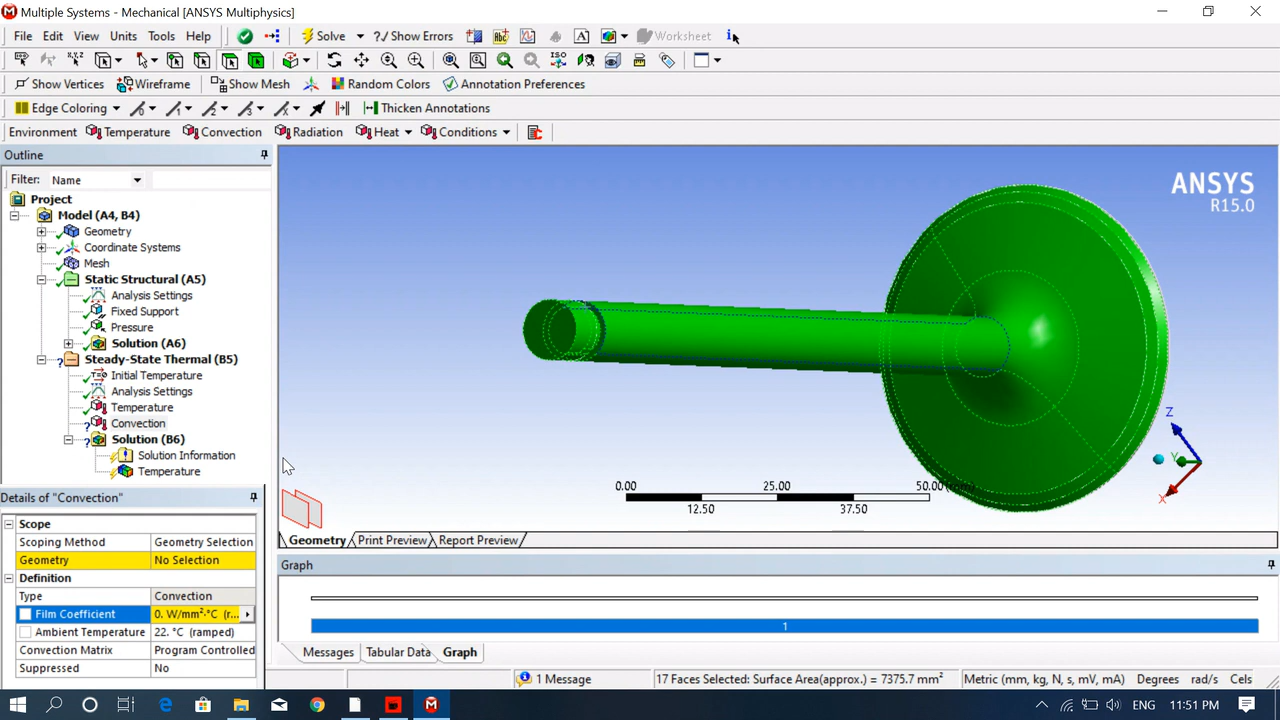 Multiple Systems - Mechanical [ANSYS Multiphysics]
File Edit View Units Tools Help Solve ?/ Show Errors Worksheet
Show Vertices Wireframe Show Mesh Random Colors Annotation Preferences
Edge Coloring Thicken Annotations
Environment Temperature Convection Radiation Heat Conditions
Outline
Filter: Name
Project
Model (A4, B4)
Geometry
Coordinate Systems
Mesh
Static Structural (A5)
Analysis Settings
Fixed Support
Pressure
Solution (A6)
Steady-State Thermal (B5)
Initial Temperature
Analysis Settings
Temperature
Convection
Solution (B6)
Solution Information
Temperature
Details of "Convection"
Scope
Scoping Method Geometry Selection
Geometry No Selection
Definition
Type Convection
Film Coefficient 0. W/mm²·°C (r...
Ambient Temperature 22. °C (ramped)
Convection Matrix Program Controlled
Suppressed No
ANSYS
R15.0
Z
Y
X
0.00 25.00 50.00
12.50 37.50
Geometry Print Preview Report Preview
Graph
1
Messages Tabular Data Graph
1 Message 17 Faces Selected: Surface Area(approx.) = 7375.7 mm² Metric (mm, kg, N, s, mV, mA) Degrees rad/s Cels
ENG 11:51 PM